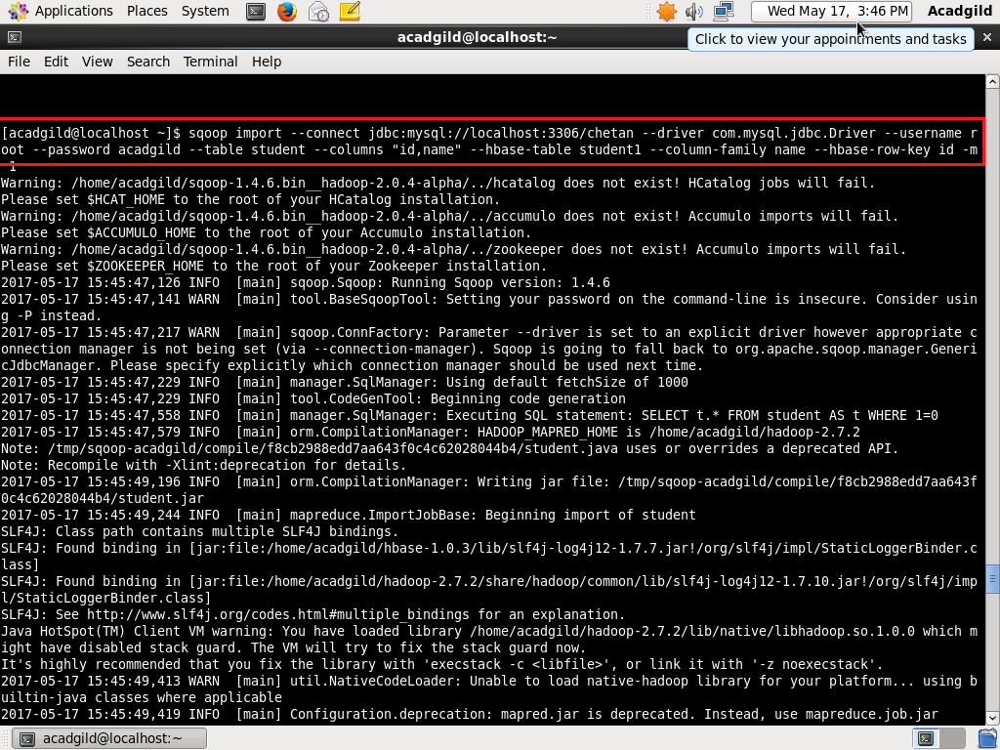 Applications Places System
Wed May 17, 3:46 PM
Acadgild
acadgild@localhost:~
Click to view your appointments and tasks
File Edit View Search Terminal Help
[acadgild@localhost ~]$ sqoop import --connect jdbc:mysql://localhost:3306/chetan --driver com.mysql.jdbc.Driver --username r
oot --password acadgild --table student --columns "id,name" --hbase-table student1 --column-family name --hbase-row-key id -m
1
Warning: /home/acadgild/sqoop-1.4.6.bin__hadoop-2.0.4-alpha/../hcatalog does not exist! HCatalog jobs will fail.
Please set $HCAT_HOME to the root of your HCatalog installation.
Warning: /home/acadgild/sqoop-1.4.6.bin__hadoop-2.0.4-alpha/../accumulo does not exist! Accumulo imports will fail.
Please set $ACCUMULO_HOME to the root of your Accumulo installation.
Warning: /home/acadgild/sqoop-1.4.6.bin__hadoop-2.0.4-alpha/../zookeeper does not exist! Accumulo imports will fail.
Please set $ZOOKEEPER_HOME to the root of your Zookeeper installation.
2017-05-17 15:45:47,126 INFO  [main] sqoop.Sqoop: Running Sqoop version: 1.4.6
2017-05-17 15:45:47,141 WARN  [main] tool.BaseSqoopTool: Setting your password on the command-line is insecure. Consider usin
g -P instead.
2017-05-17 15:45:47,217 WARN  [main] sqoop.ConnFactory: Parameter --driver is set to an explicit driver however appropriate c
onnection manager is not being set (via --connection-manager). Sqoop is going to fall back to org.apache.sqoop.manager.Generi
cJdbcManager. Please specify explicitly which connection manager should be used next time.
2017-05-17 15:45:47,229 INFO  [main] manager.SqlManager: Using default fetchSize of 1000
2017-05-17 15:45:47,229 INFO  [main] tool.CodeGenTool: Beginning code generation
2017-05-17 15:45:47,558 INFO  [main] manager.SqlManager: Executing SQL statement: SELECT t.* FROM student AS t WHERE 1=0
2017-05-17 15:45:47,579 INFO  [main] orm.CompilationManager: HADOOP_MAPRED_HOME is /home/acadgild/hadoop-2.7.2
Note: /tmp/sqoop-acadgild/compile/f8cb2988edd7aa643f0c4c62028044b4/student.java uses or overrides a deprecated API.
Note: Recompile with -Xlint:deprecation for details.
2017-05-17 15:45:49,196 INFO  [main] orm.CompilationManager: Writing jar file: /tmp/sqoop-acadgild/compile/f8cb2988edd7aa643f
0c4c62028044b4/student.jar
2017-05-17 15:45:49,244 INFO  [main] mapreduce.ImportJobBase: Beginning import of student
SLF4J: Class path contains multiple SLF4J bindings.
SLF4J: Found binding in [jar:file:/home/acadgild/hbase-1.0.3/lib/slf4j-log4j12-1.7.7.jar!/org/slf4j/impl/StaticLoggerBinder.c
lass]
SLF4J: Found binding in [jar:file:/home/acadgild/hadoop-2.7.2/share/hadoop/common/lib/slf4j-log4j12-1.7.10.jar!/org/slf4j/imp
l/StaticLoggerBinder.class]
SLF4J: See http://www.slf4j.org/codes.html#multiple_bindings for an explanation.
Java HotSpot(TM) Client VM warning: You have loaded library /home/acadgild/hadoop-2.7.2/lib/native/libhadoop.so.1.0.0 which m
ight have disabled stack guard. The VM will try to fix the stack guard now.
It's highly recommended that you fix the library with 'execstack -c <libfile>', or link it with '-z noexecstack'.
2017-05-17 15:45:49,413 WARN  [main] util.NativeCodeLoader: Unable to load native-hadoop library for your platform... using b
uiltin-java classes where applicable
2017-05-17 15:45:49,419 INFO  [main] Configuration.deprecation: mapred.jar is deprecated. Instead, use mapreduce.job.jar
acadgild@localhost:~